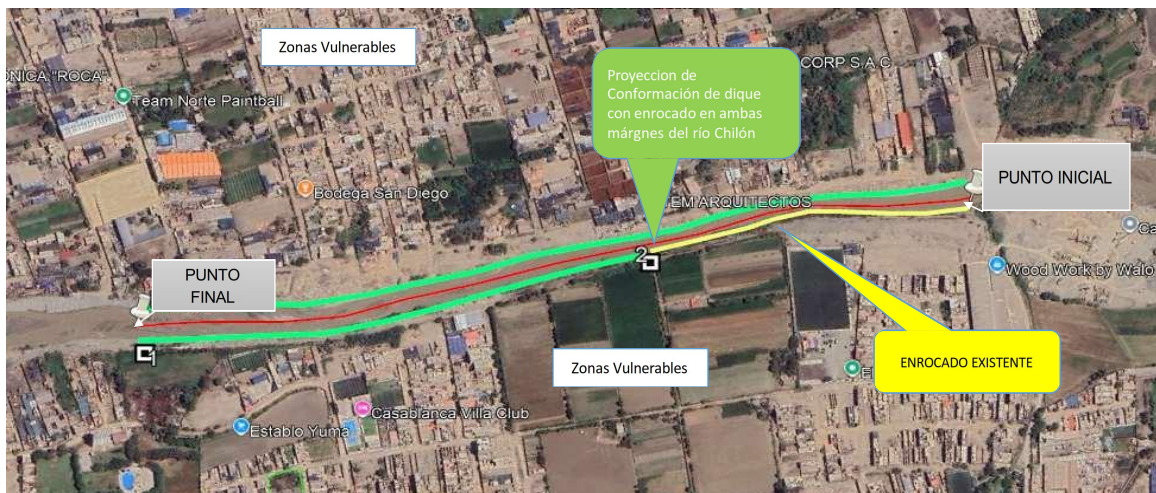 Zonas Vulnerables
ONICA "ROCA"
Team Norte Paintball
Proyeccion de
Conformación de dique
con enrocado en ambas
márgnes del río Chilón
CORP S.A.C.
Bodega San Diego
EM ARQUITECTOS
PUNTO INICIAL
Ca
Wood Work by Walo
2
PUNTO
FINAL
1
Zonas Vulnerables
E
ENROCADO EXISTENTE
Casablanca Villa Club
Establo Yuma